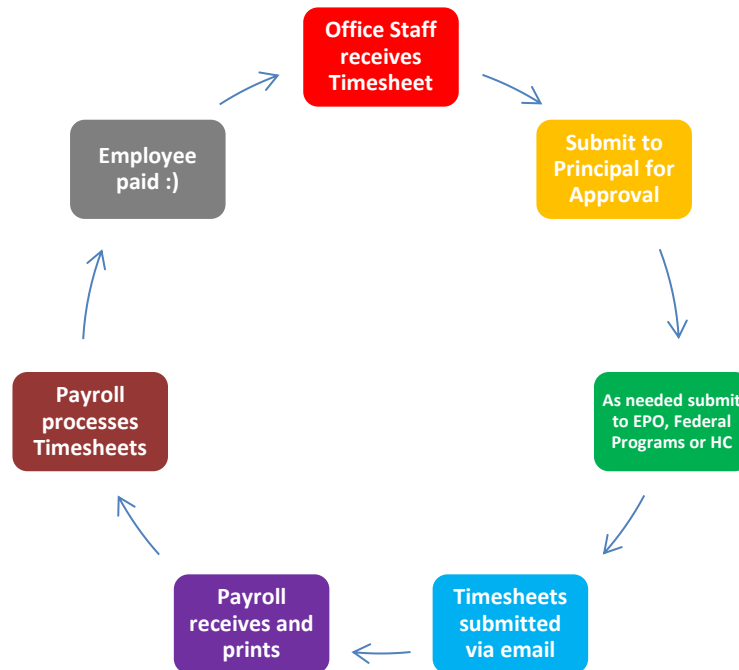 Office Staff
receives
Timesheet
Submit to
Principal for
Approval
As needed submit
to EPO, Federal
Programs or HC
Timesheets
submitted
via email
Payroll
receives and
prints
Payroll
processes
Timesheets
Employee
paid :)